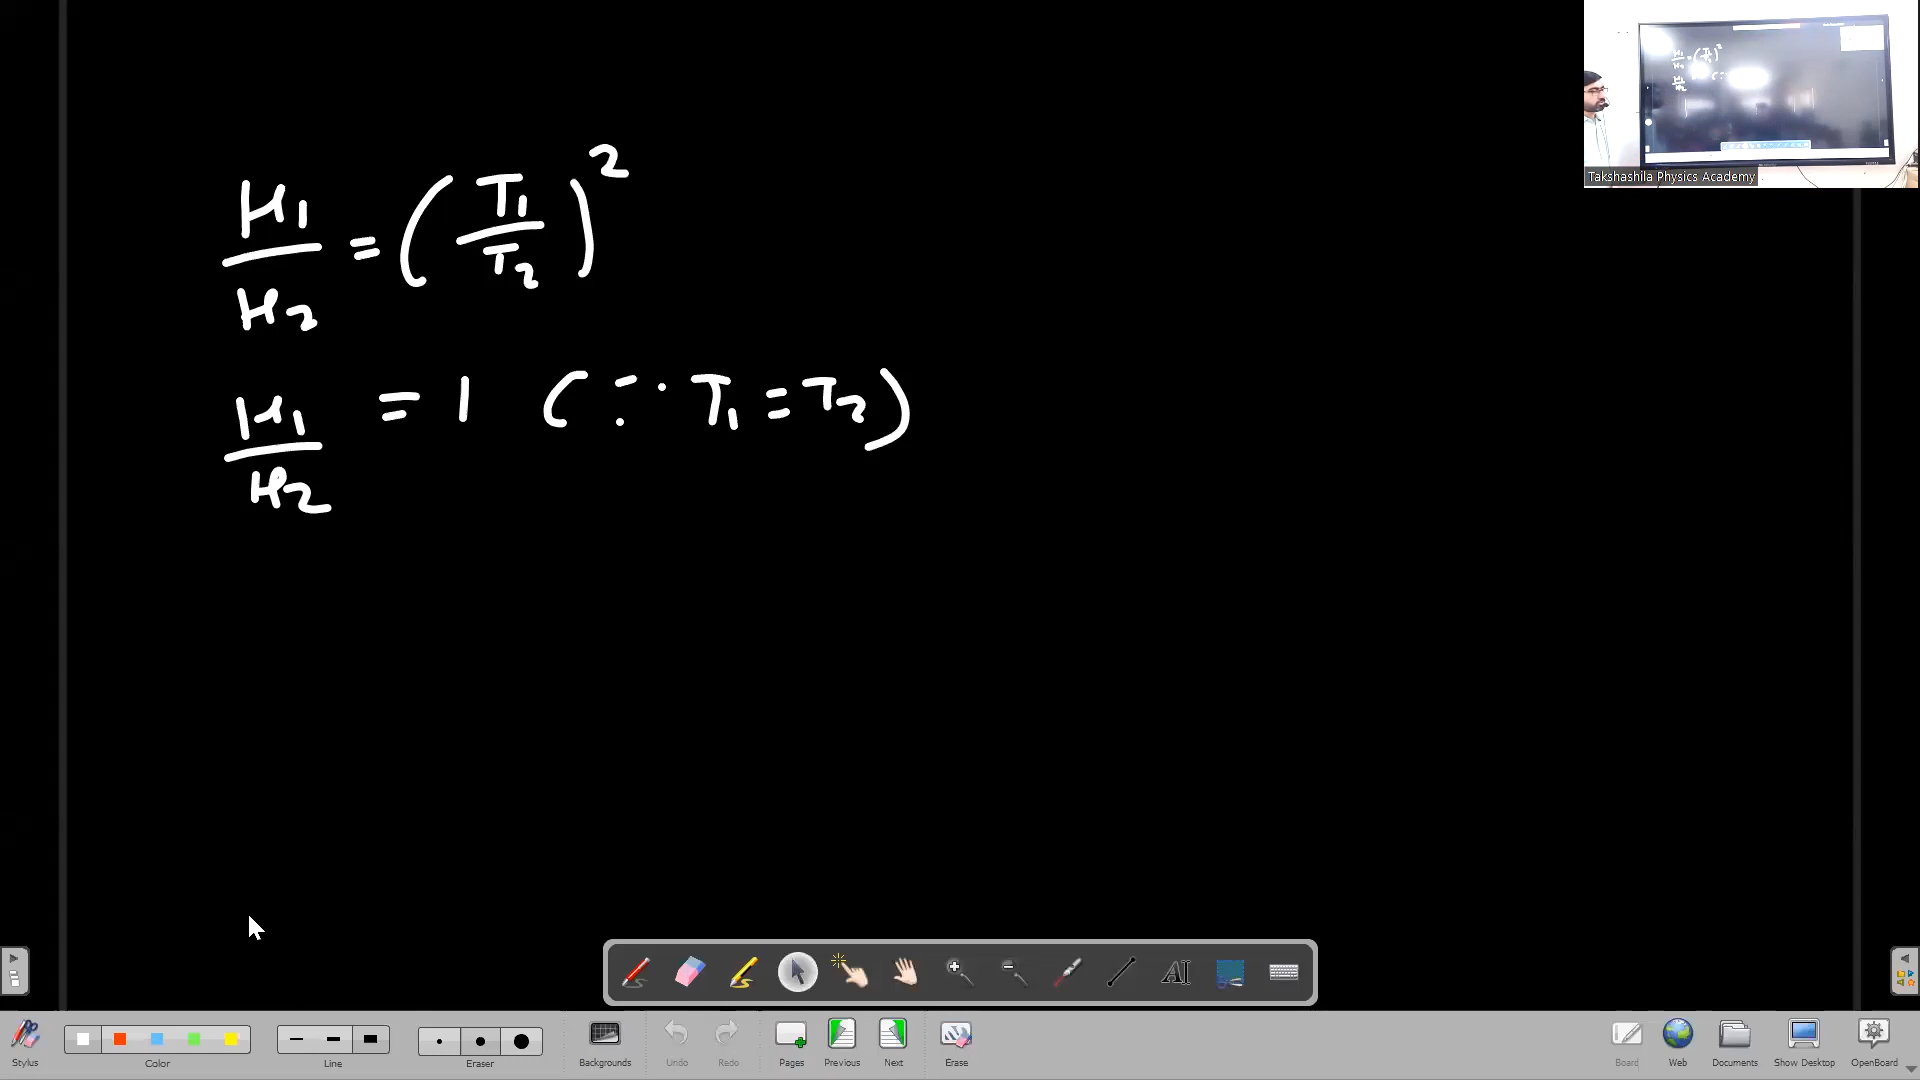 H₁/H₂ = (T₁/T₂)²
H₁/H₂ = 1 (∵ T₁ = T₂)
Takshashila Physics Academy
Stylus
Color
Line
Eraser
Backgrounds
Undo
Redo
Pages
Previous
Next
Erase
Board
Web
Documents
Show Desktop
OpenBoard